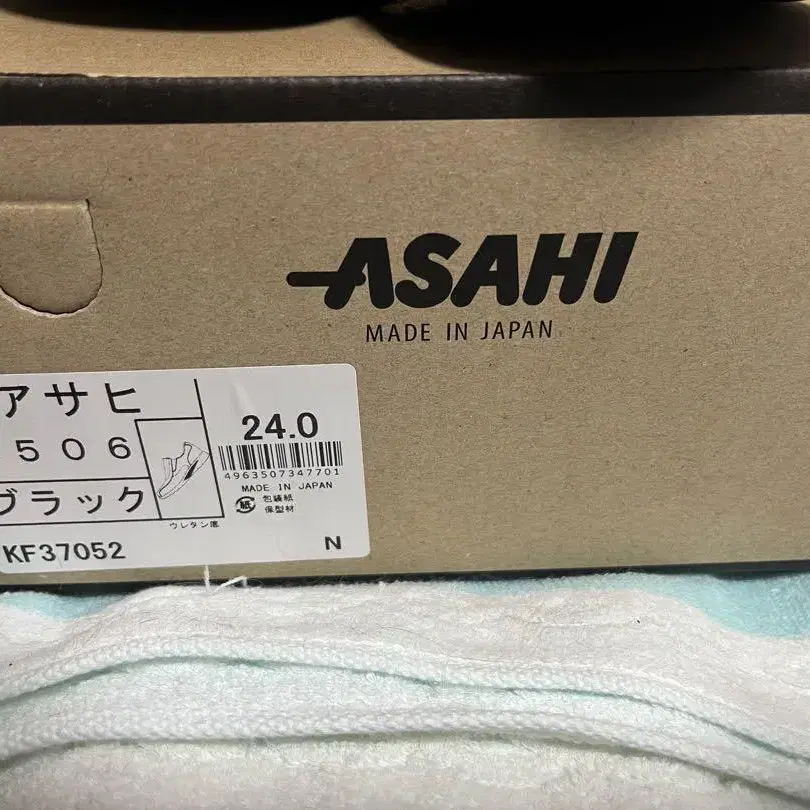 ASAHI
MADE IN JAPAN
アサヒ
506
ブラック
KF37052
24.0
4963507347701
MADE IN JAPAN
紙
包装紙
保型材
ウレタン底
N